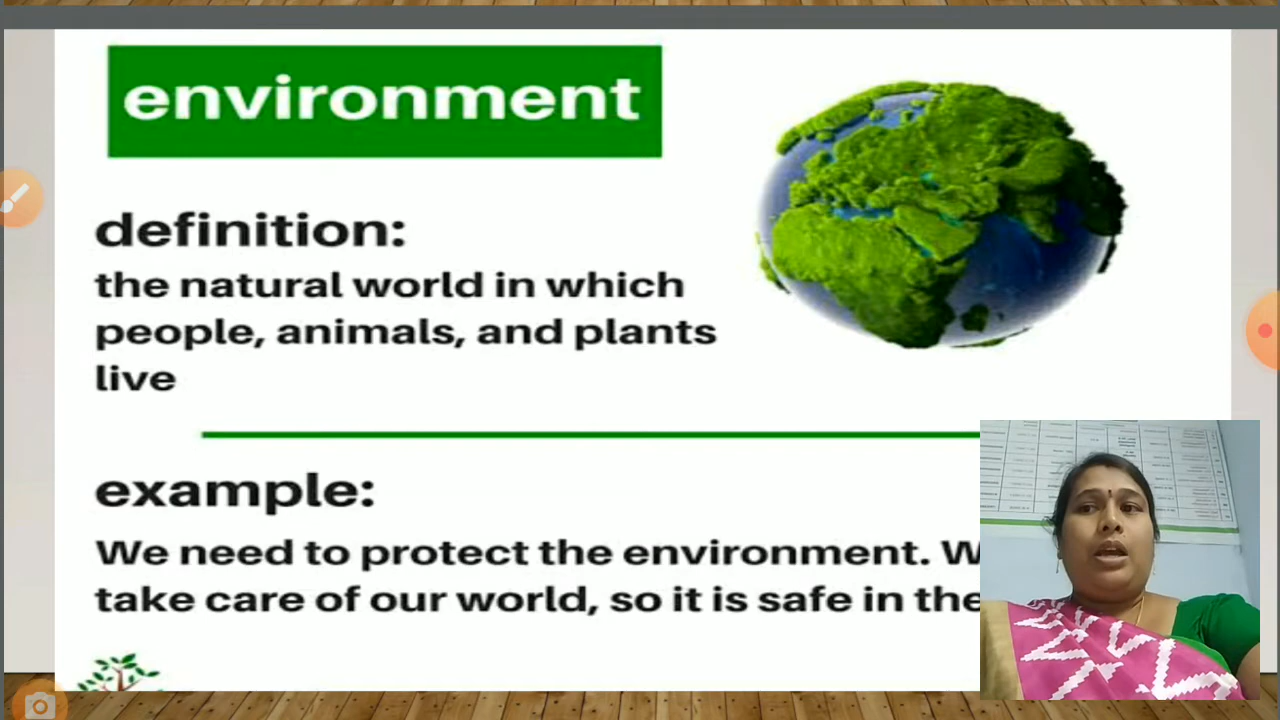 environment
definition:
the natural world in which
people, animals, and plants
live
example:
We need to protect the environment. W
take care of our world, so it is safe in the